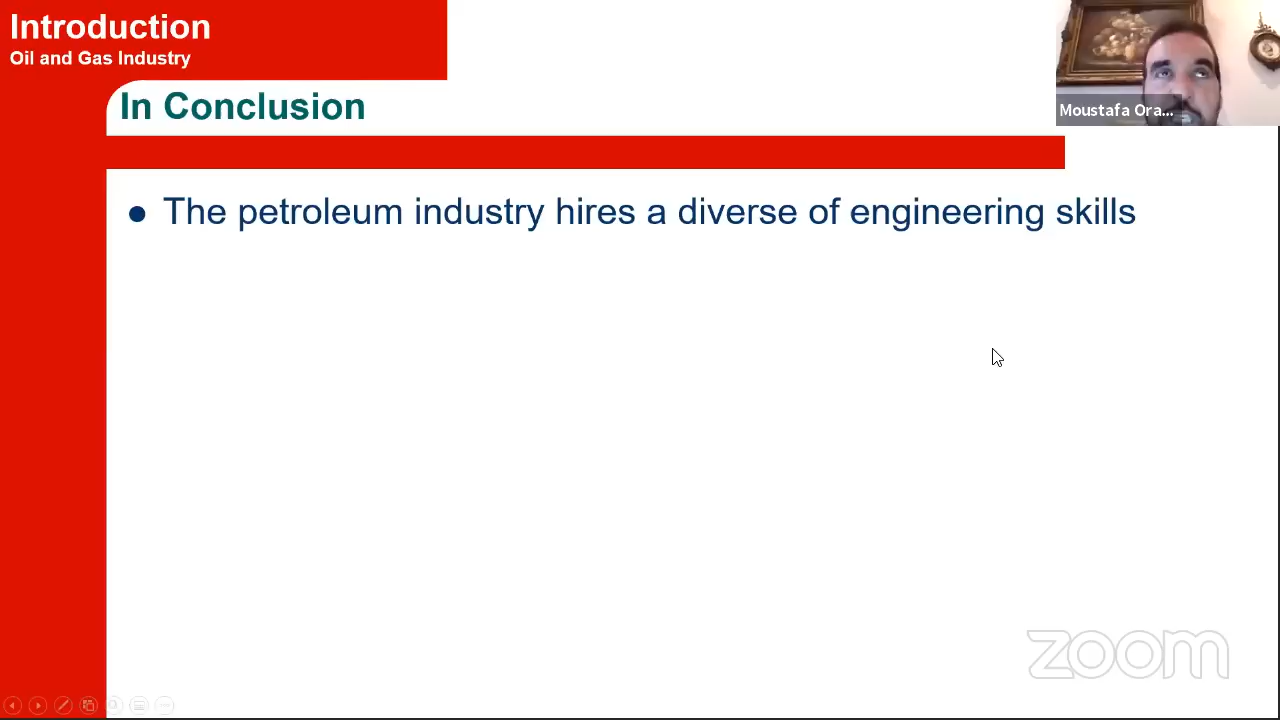 Introduction
Oil and Gas Industry
In Conclusion
Moustafa Ora...
● The petroleum industry hires a diverse of engineering skills
zoom